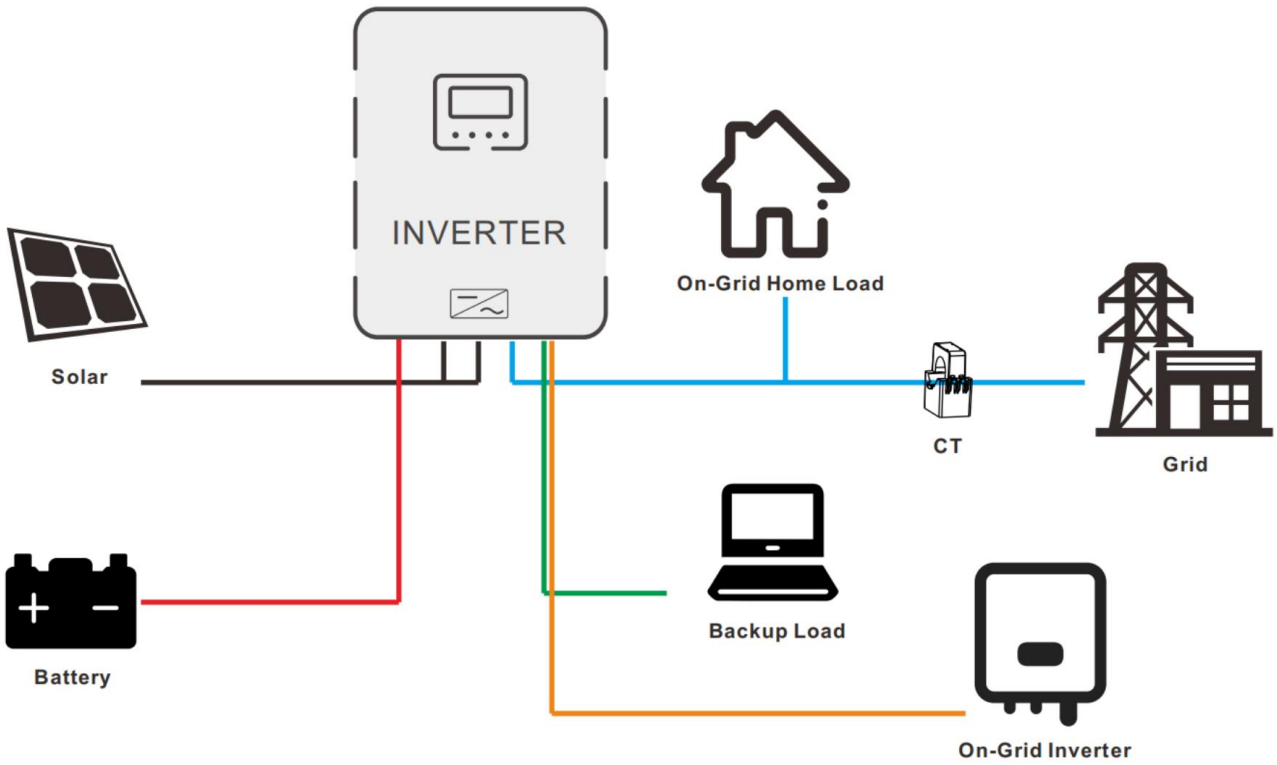 INVERTER
On-Grid Home Load
Solar
CT
Grid
Backup Load
Battery
On-Grid Inverter